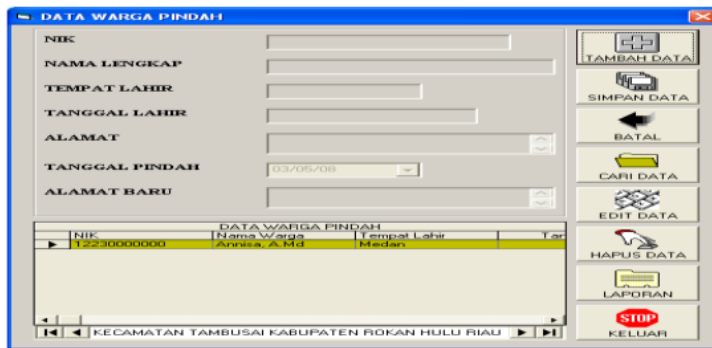 DATA WARGA PINDAH
NIK
NAMA LENGKAP
TEMPAT LAHIR
TANGGAL LAHIR
ALAMAT
TANGGAL PINDAH 03/05/08
ALAMAT BARU
TAMBAH DATA
SIMPAN DATA
BATAL
CARI DATA
EDIT DATA
HAPUS DATA
LAPORAN
STOP
KELUAR
DATA WARGA PINDAH
NIK Nama Warga Tempat Lahir Tan
12230000000 Annisa, A.Md Medan
KECAMATAN TAMBUSAI KABUPATEN ROKAN HULU RIAU